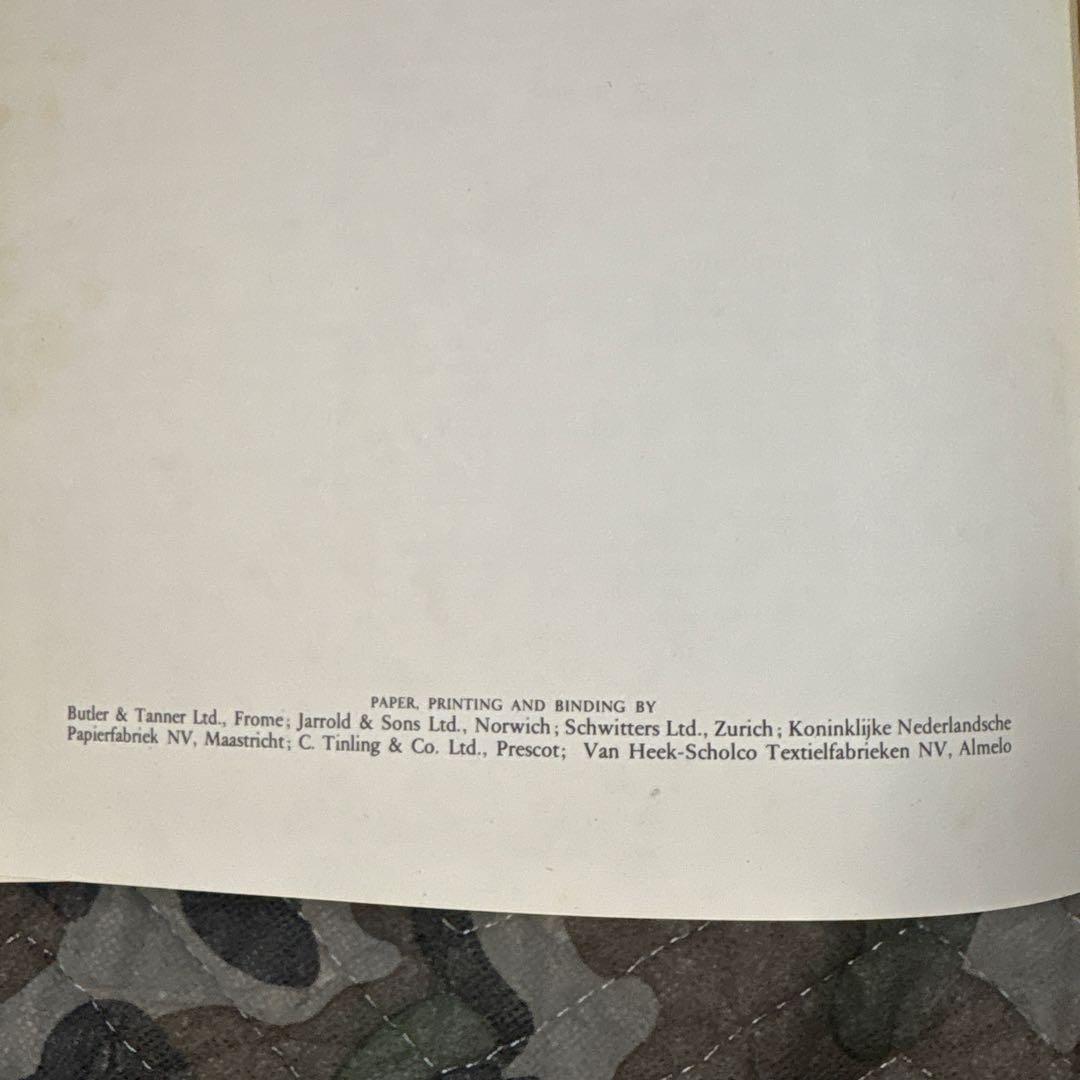 PAPER, PRINTING AND BINDING BY
Butler & Tanner Ltd., Frome; Jarrold & Sons Ltd., Norwich; Schwitters Ltd., Zurich; Koninklijke Nederlandsche
Papierfabriek NV, Maastricht; C. Tinling & Co. Ltd., Prescot; Van Heek-Scholco Textielfabrieken NV, Almelo